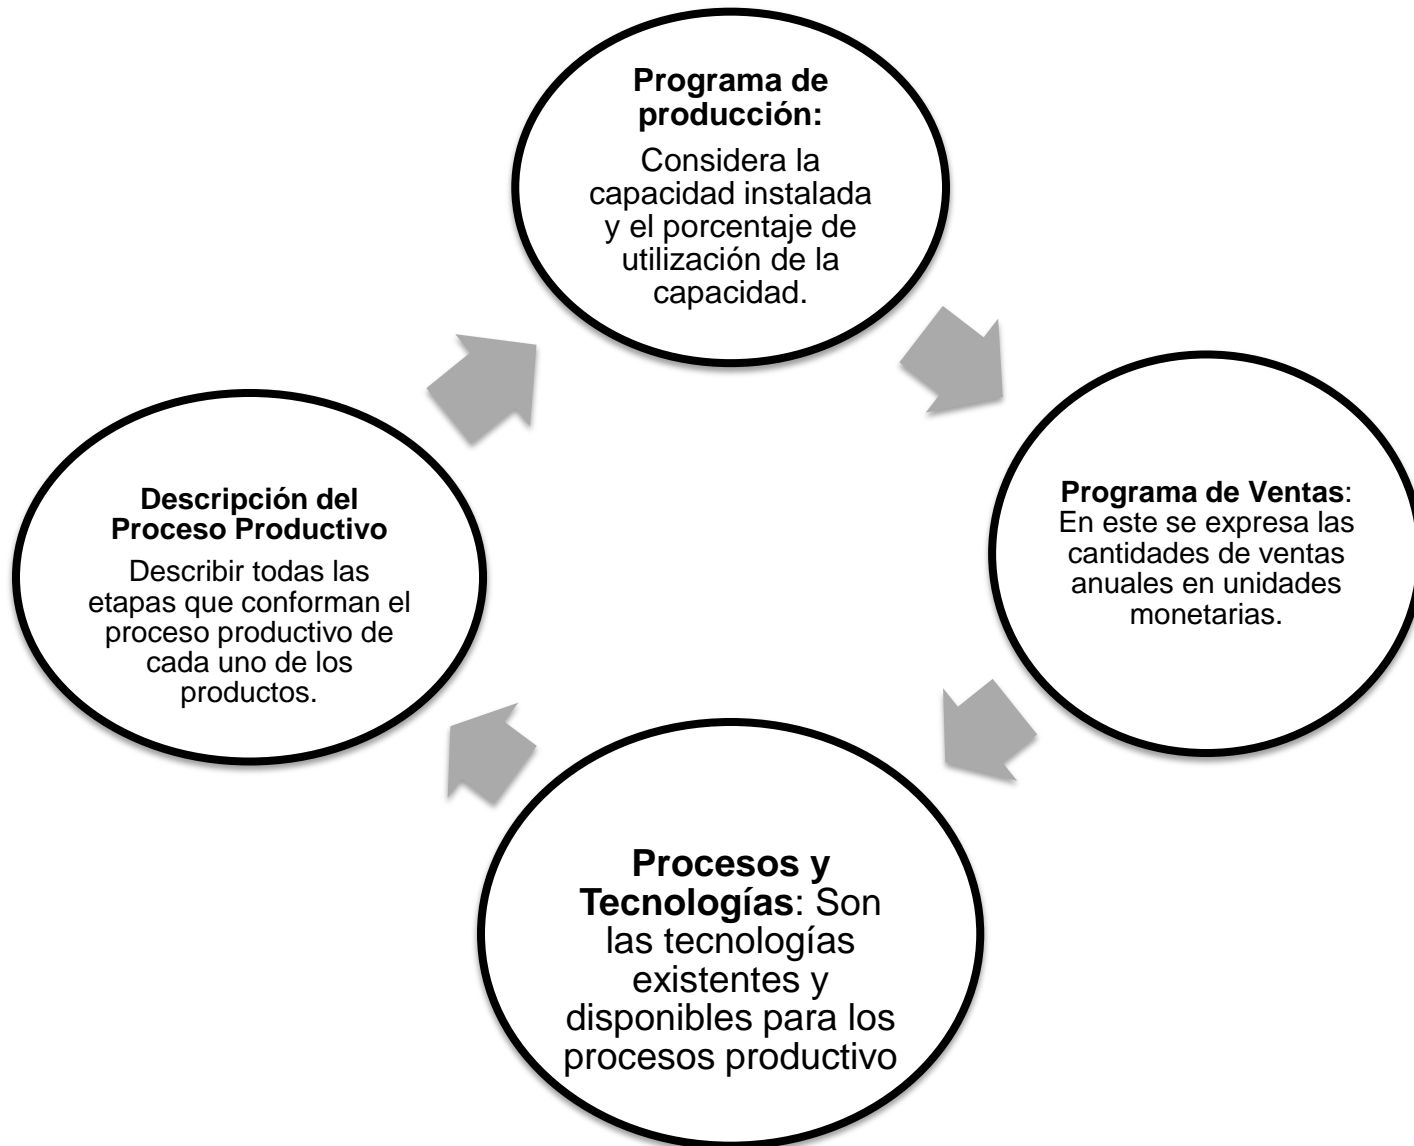 Programa de
producción:
Considera la
capacidad instalada
y el porcentaje de
utilización de la
capacidad.
Programa de Ventas:
En este se expresa las
cantidades de ventas
anuales en unidades
monetarias.
Procesos y
Tecnologías: Son
las tecnologías
existentes y
disponibles para los
procesos productivo
Descripción del
Proceso Productivo
Describir todas las
etapas que conforman el
proceso productivo de
cada uno de los
productos.